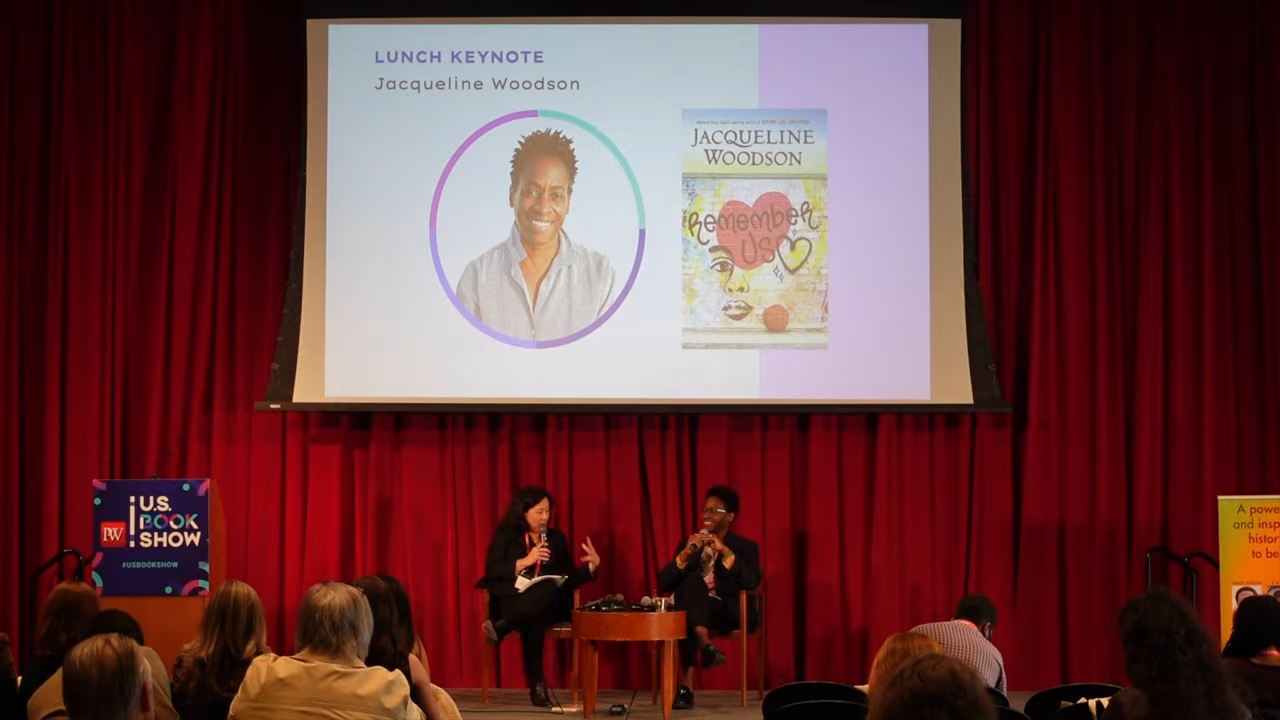 LUNCH KEYNOTE
Jacqueline Woodson
JACQUELINE
WOODSON
Remember
US
U.S.
BOOK
SHOW
PW
#USBOOKSHOW
A powe
and insp
histor
to be